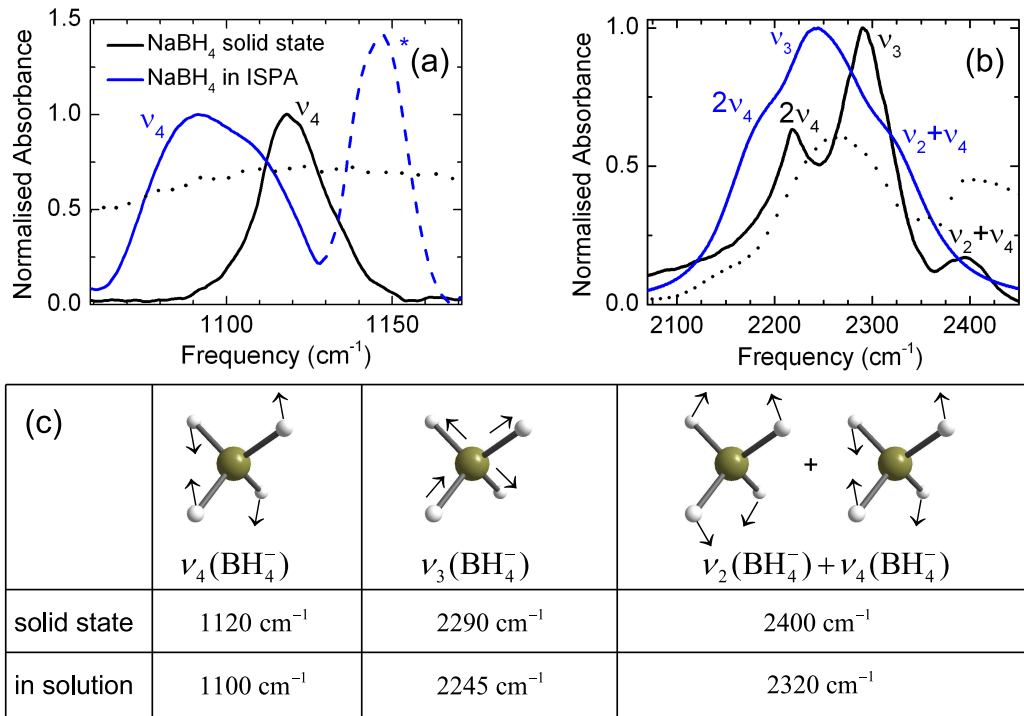 NaBH₄ solid state
NaBH₄ in ISPA
(a)
*
ν₄
ν₄
1.5
1.0
0.5
0.0
Normalised Absorbance
1100
1150
Frequency (cm⁻¹)
(b)
ν₃
ν₃
2ν₄
2ν₄
ν₂+ν₄
ν₂+ν₄
1.0
0.5
0.0
Normalised Absorbance
2100
2200
2300
2400
Frequency (cm⁻¹)
(c)
+
ν₄(BH₄⁻)
ν₃(BH₄⁻)
ν₂(BH₄⁻)+ν₄(BH₄⁻)
solid state
1120 cm⁻¹
2290 cm⁻¹
2400 cm⁻¹
in solution
1100 cm⁻¹
2245 cm⁻¹
2320 cm⁻¹